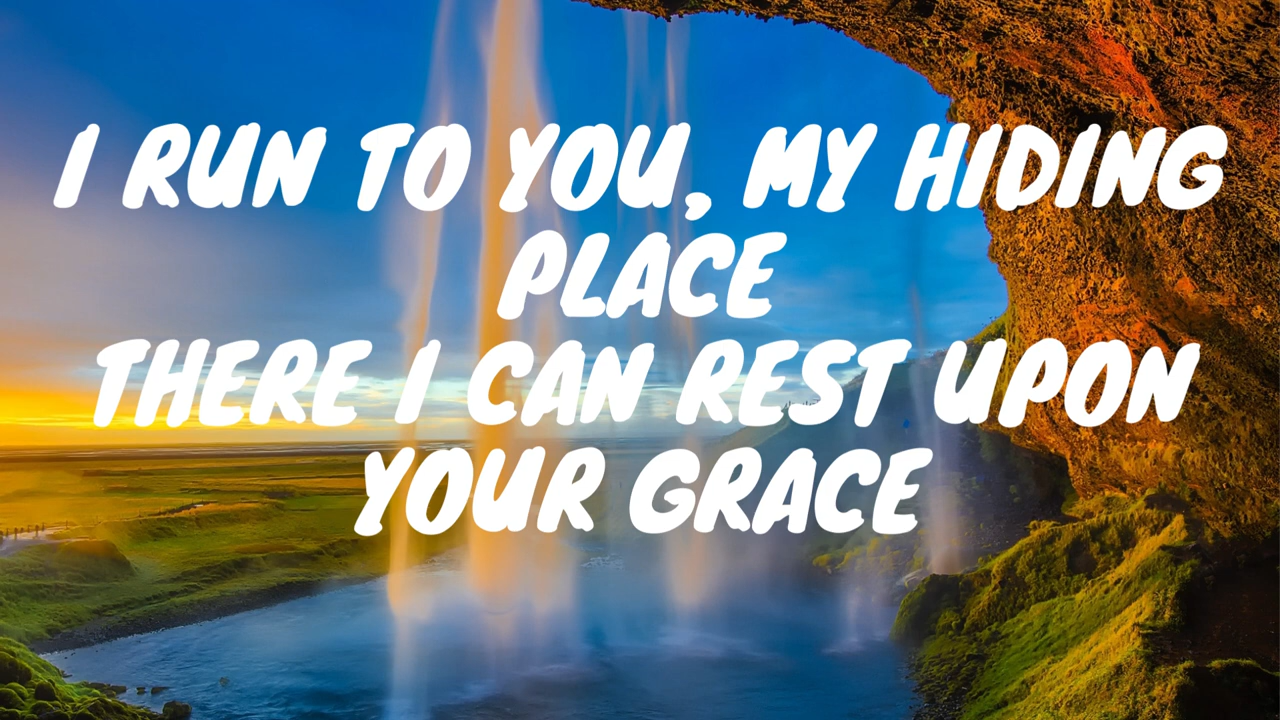 I RUN TO YOU, MY HIDING
PLACE
THERE I CAN REST UPON
YOUR GRACE